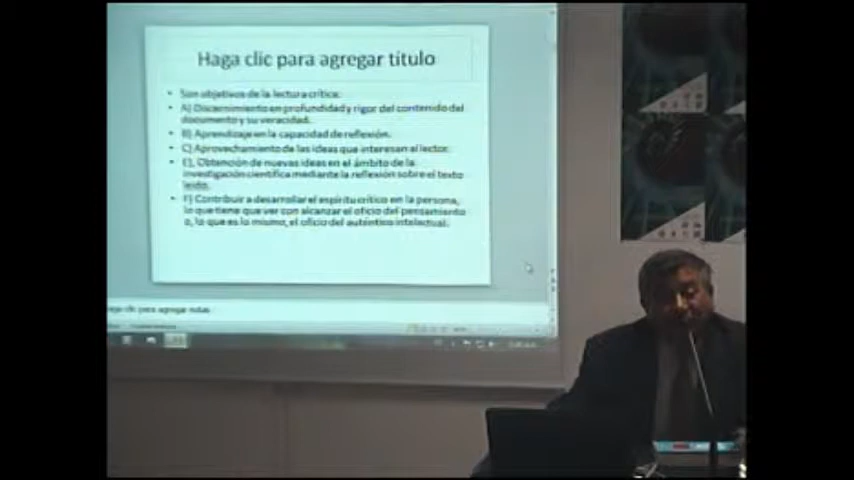 Haga clic para agregar título
• Son objetivos de la lectura crítica:
• A) Discernimiento en profundidad y rigor del contenido del
documento y su veracidad.
• B) Aprendizaje en la capacidad de reflexión.
• C) Aprovechamiento de las ideas que interesan al lector.
• E), Obtención de nuevas ideas en el ámbito de la
investigación científica mediante la reflexión sobre el texto
leído.
• F) Contribuir a desarrollar el espíritu crítico en la persona,
lo que tiene que ver con alcanzar el oficio del pensamiento
o, lo que es lo mismo, el oficio del auténtico intelectual.
clic para agregar notas